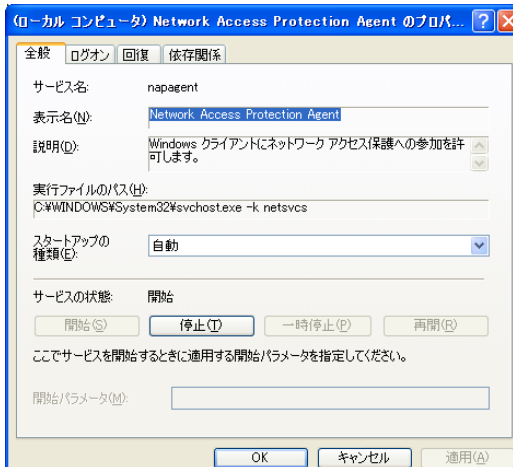 (ローカル コンピュータ) Network Access Protection Agent のプロパ...
全般 ログオン 回復 依存関係
サービス名: napagent
表示名(N): Network Access Protection Agent
説明(D): Windows クライアントにネットワーク アクセス保護への参加を許
可します。
実行ファイルのパス(H):
C:¥WINDOWS¥System32¥svchost.exe -k netsvcs
スタートアップの
種類(E): 自動
サービスの状態: 開始
開始(S) 停止(T) 一時停止(P) 再開(R)
ここでサービスを開始するときに適用する開始パラメータを指定してください。
開始パラメータ(M):
OK キャンセル 適用(A)